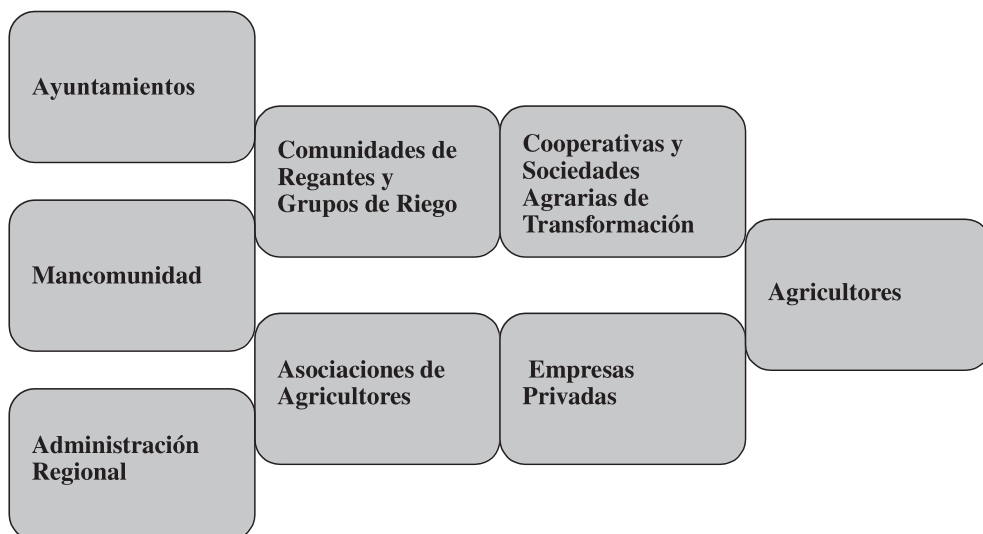 Ayuntamientos
Mancomunidad
Administración
Regional
Comunidades de
Regantes y
Grupos de Riego
Asociaciones de
Agricultores
Cooperativas y
Sociedades
Agrarias de
Transformación
Empresas
Privadas
Agricultores